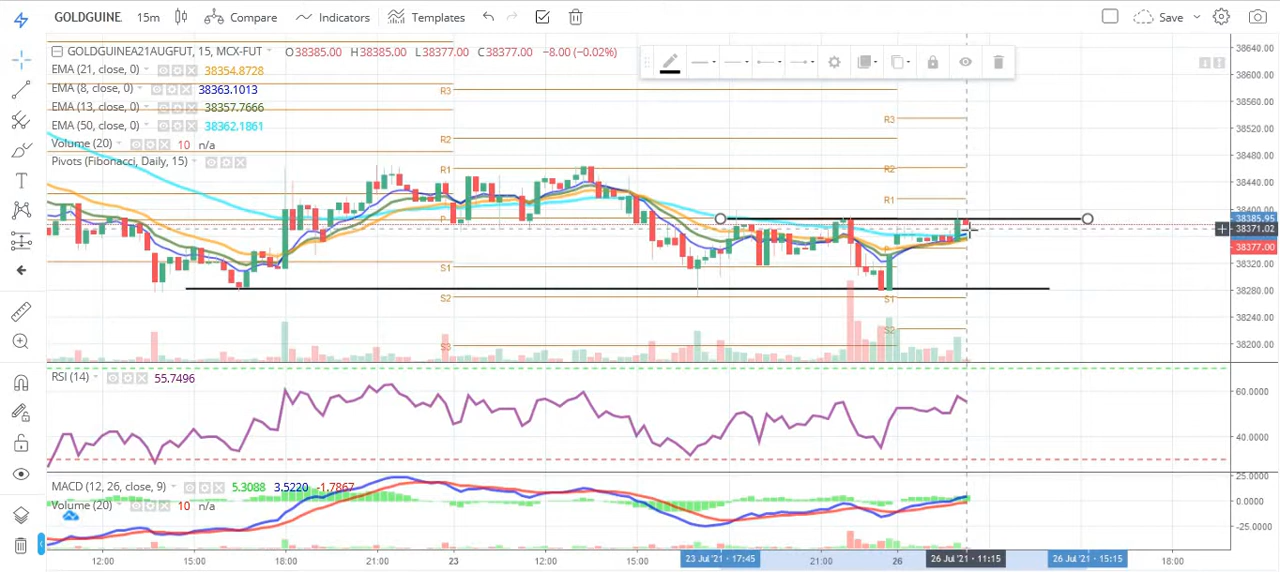 GOLDGUINE. 15m Compare Indicators Templates Save
GOLDGUINEA21AUGFUT, 15, MCX-FUT O38385.00 H38385.00 L38377.00 C38377.00 −8.00 (−0.02%)
EMA (21, close, 0) 38354.8728
EMA (8, close, 0) 38363.1013
EMA (13, close, 0) 38357.7666
EMA (50, close, 0) 38362.1861
Volume (20) 10 n/a
Pivots (Fibonacci, Daily, 15)
R3
R2
R1
P
S1
S2
S3
R3
R2
R1
P
S1
S2
38640.00
38600.00
38560.00
38520.00
38480.00
38440.00
38400.00
38385.95
38371.02
38377.00
38320.00
38280.00
38240.00
38200.00
RSI (14) 55.7496
60.0000
40.0000
MACD (12, 26, close, 9) 5.3088 3.5220 -1.7867
Volume (20) 10 n/a
25.0000
0.0000
-25.0000
12:00 15:00 18:00 21:00 23 12:00 15:00 23 Jul '21 - 17:45 21:00 26 26 Jul '21 - 11:15 26 Jul '21 - 15:15 18:00